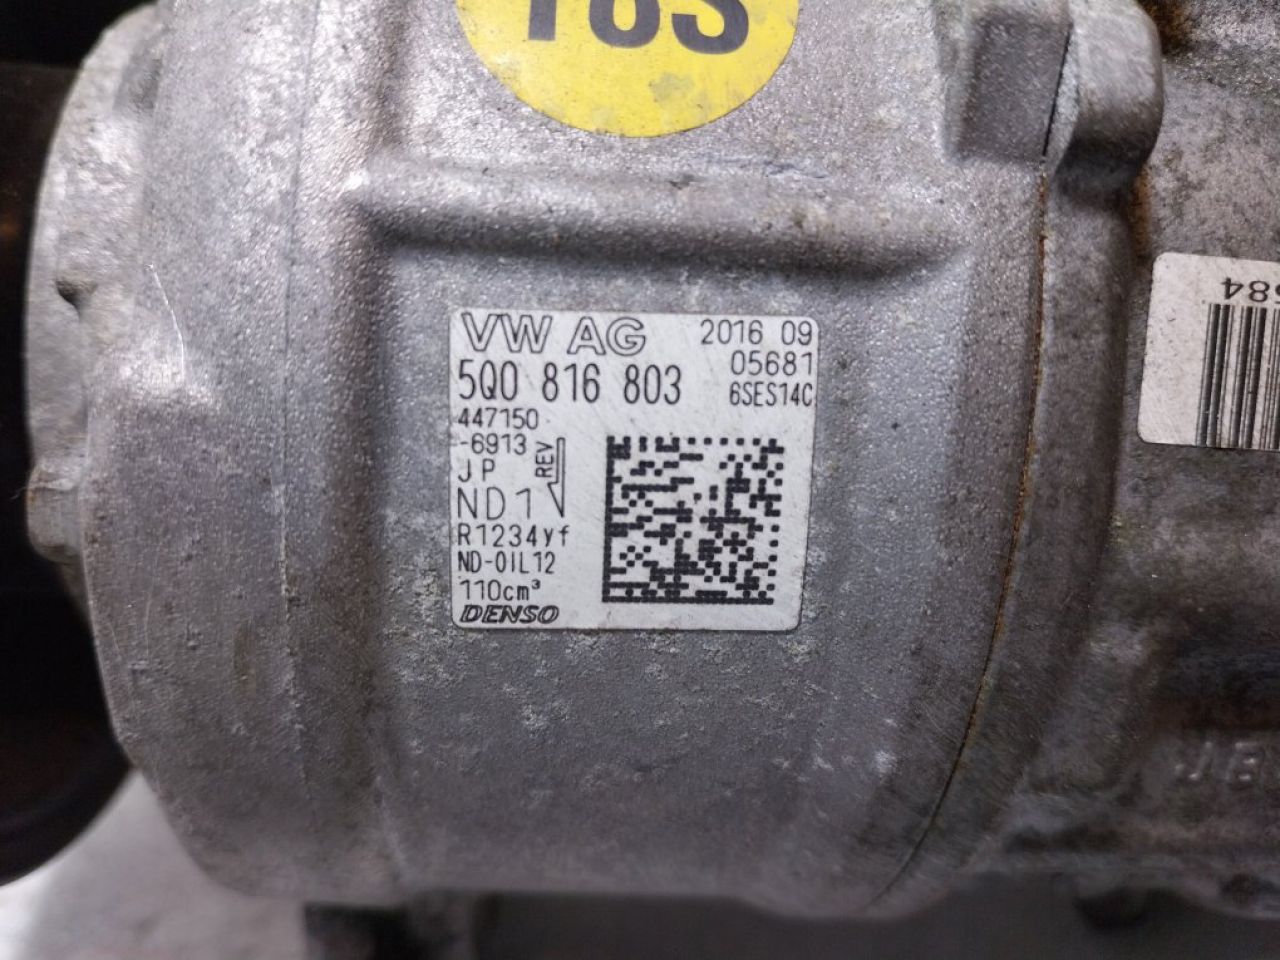 VW AG 2016 09
5Q0 816 803 05681
6SES14C
447150
-6913
JP REV
ND1
R1234yf
ND-OIL12
110cm³
DENSO